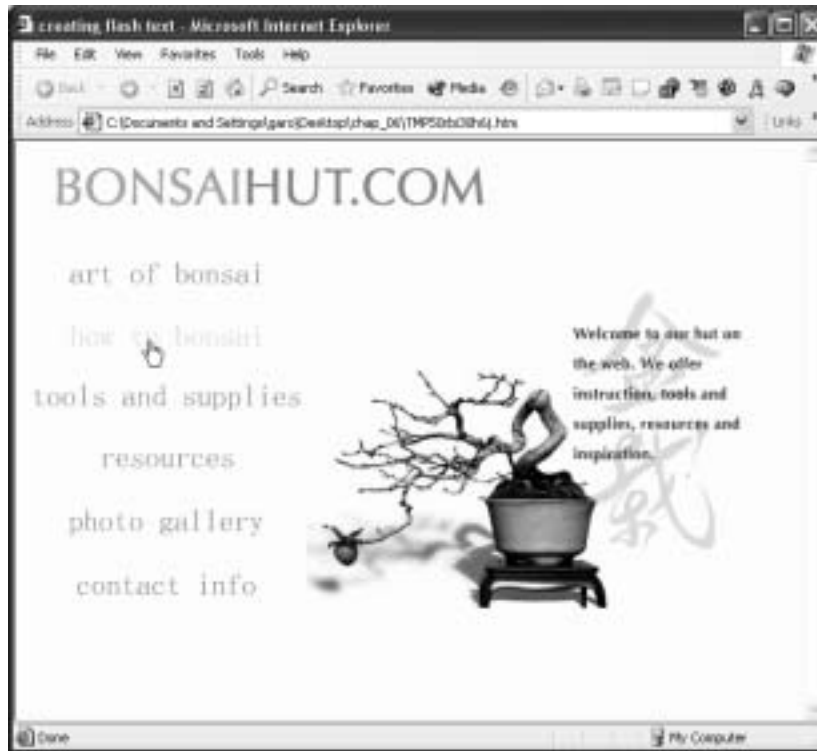 creating flash text - Microsoft Internet Explorer
File Edit View Favorites Tools Help
Back Search Favorites Media
Address C:\Documents and Settings\garo\Desktop\chap_06\ Links
BONSAIHUT.COM
art of bonsai
how to bonsai
tools and supplies
resources
photo gallery
contact info
Welcome to our hut on
the web. We offer
instruction, tools and
supplies, resources and
inspiration.
盆栽
Done My Computer